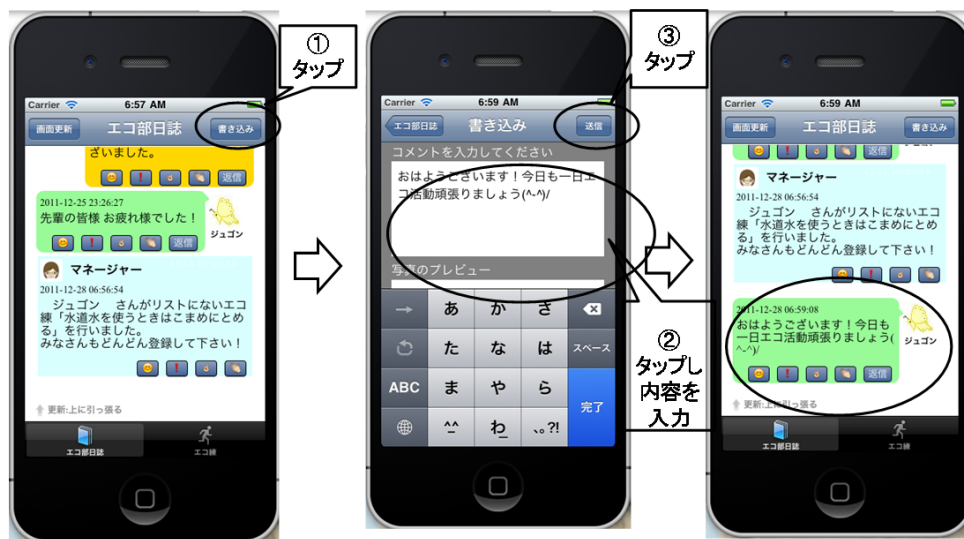 ①
タップ
Carrier
6:57 AM
画面更新
エコ部日誌
書き込み
ざいました。
返信
2011-12-25 23:26:27
先輩の皆様 お疲れ様でした！
返信
ジュゴン
マネージャー
2011-12-28 06:56:54
ジュゴン　さんがリストにないエコ
練「水道水を使うときはこまめにとめ
る」を行いました。
みなさんもどんどん登録して下さい！
更新:上に引っ張る
エコ部日誌
エコ練
③
タップ
Carrier
6:59 AM
エコ部日誌
書き込み
送信
コメントを入力してください
おはようございます！今日も一日エ
コ活動頑張りましょう(^-^)/
写真のプレビュー
→
あ
か
さ
た
な
は
スペース
ABC
ま
や
ら
完了
^^
わ
､｡?!
②
タップし
内容を
入力
Carrier
6:59 AM
画面更新
エコ部日誌
書き込み
返信
ジュゴン
マネージャー
2011-12-28 06:56:54
ジュゴン　さんがリストにないエコ
練「水道水を使うときはこまめにとめ
る」を行いました。
みなさんもどんどん登録して下さい！
2011-12-28 06:59:08
おはようございます！今日も
一日エコ活動頑張りましょう(
^-^)/
返信
ジュゴン
更新:上に引っ張る
エコ部日誌
エコ練